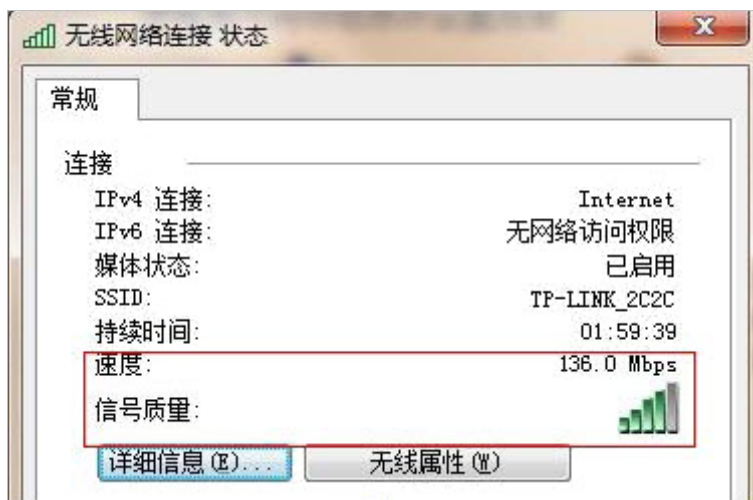 无线网络连接 状态
常规
连接
IPv4 连接: Internet
IPv6 连接: 无网络访问权限
媒体状态: 已启用
SSID: TP-LINK_2C2C
持续时间: 01:59:39
速度: 136.0 Mbps
信号质量:
详细信息(E)... 无线属性(W)